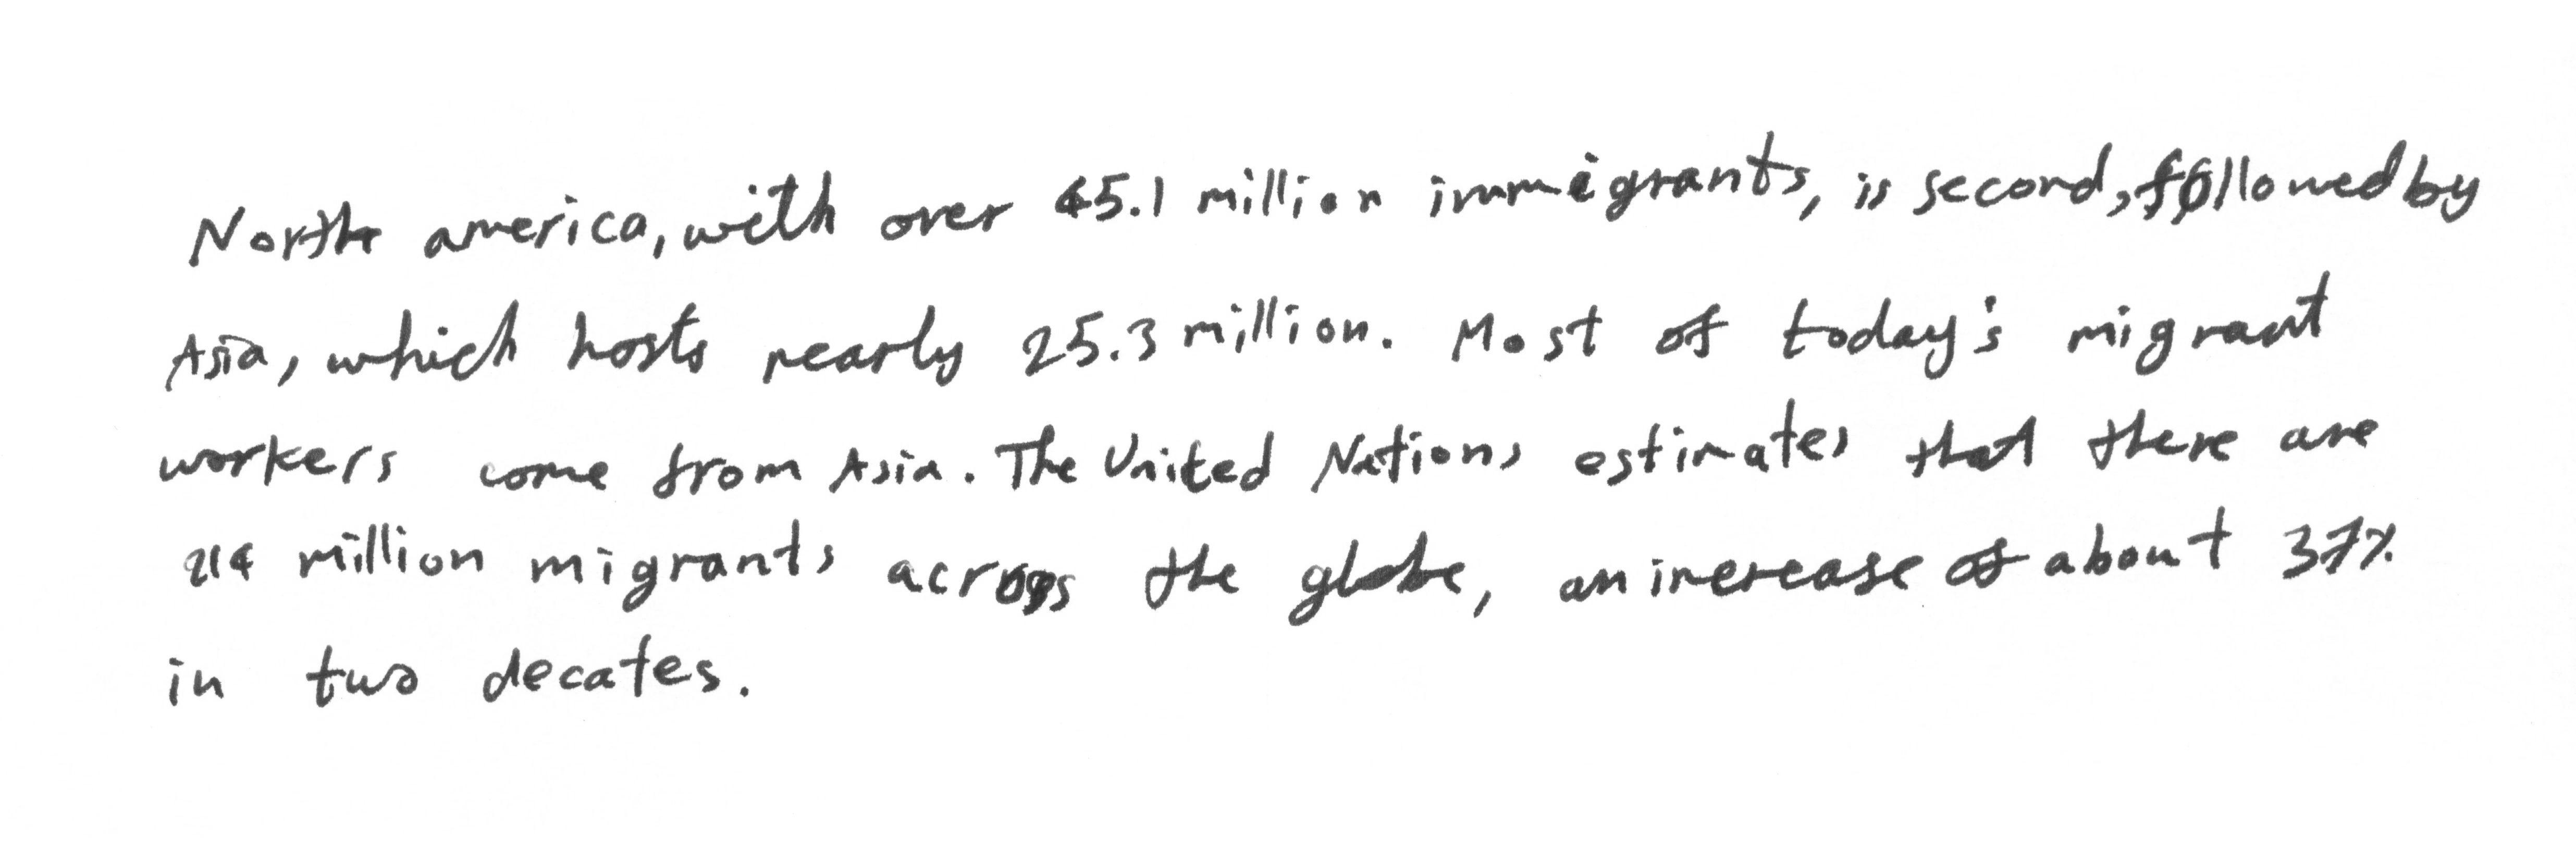 North america, with over 45.1 million immigrants, is second, followed by
Asia, which hosts nearly 25.3 million. Most of today's migrant
workers come from Asia. The United Nations estimates that there are
214 million migrants across the globe, an increase of about 37%
in two decates.